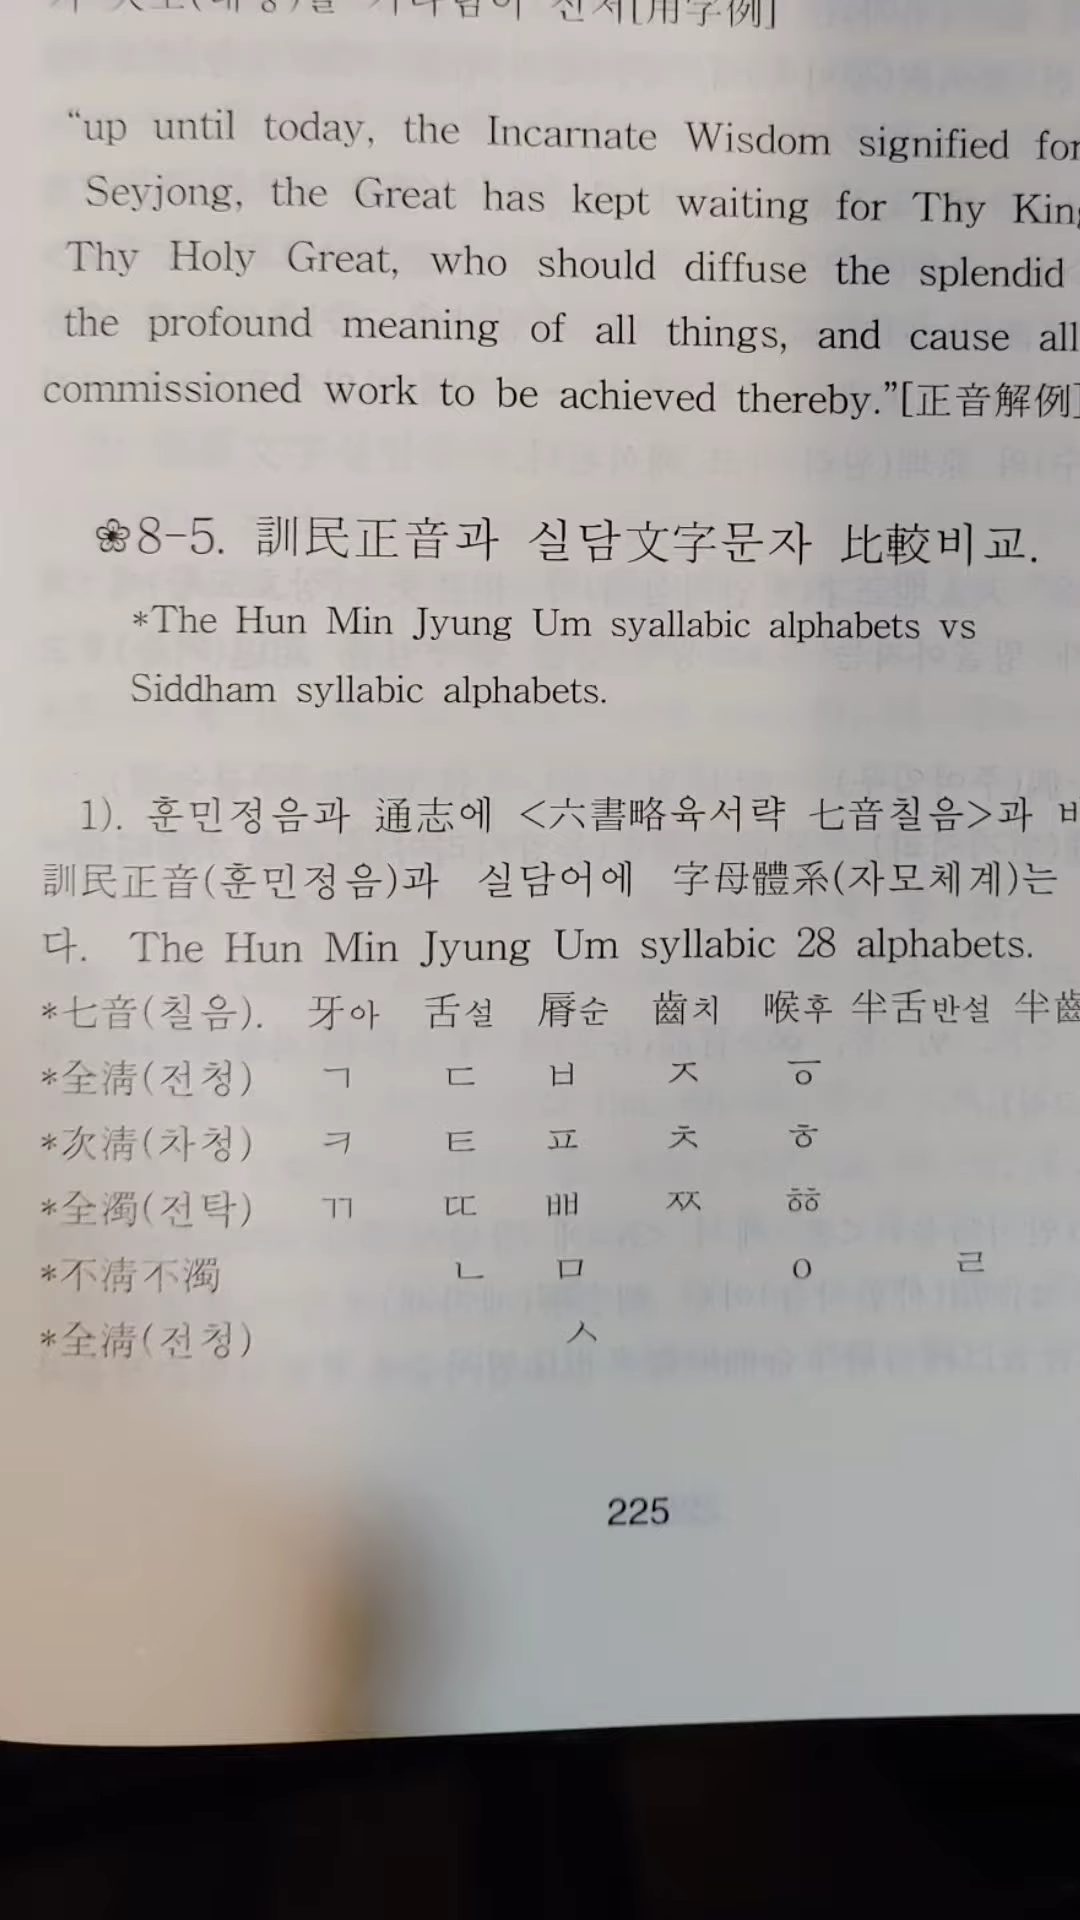 [用字例]
“up until today, the Incarnate Wisdom signified for
Seyjong, the Great has kept waiting for Thy
Thy Holy Great, who should diffuse the splendid
the profound meaning of all things, and cause all
commissioned work to be achieved thereby.”[正音解例]
❀8-5. 訓民正音과 실담文字문자 比較비교.
*The Hun Min Jyung Um syallabic alphabets vs
Siddham syllabic alphabets.
1). 훈민정음과 通志에 <六書略육서략 七音칠음>과
訓民正音(훈민정음)과 실담어에 字母體系(자모체계)는
다. The Hun Min Jyung Um syllabic 28 alphabets.
*七音(칠음). 牙아 舌설 脣순 齒치 喉후 半舌반설 半齒
*全淸(전청) ㄱ ㄷ ㅂ ㅈ ㆆ
*次淸(차청) ㅋ ㅌ ㅍ ㅊ ㅎ
*全濁(전탁) ㄲ ㄸ ㅃ ㅉ ㆅ
*不淸不濁 ㄴ ㅁ ㅇ ㄹ
*全淸(전청) ㅅ
225